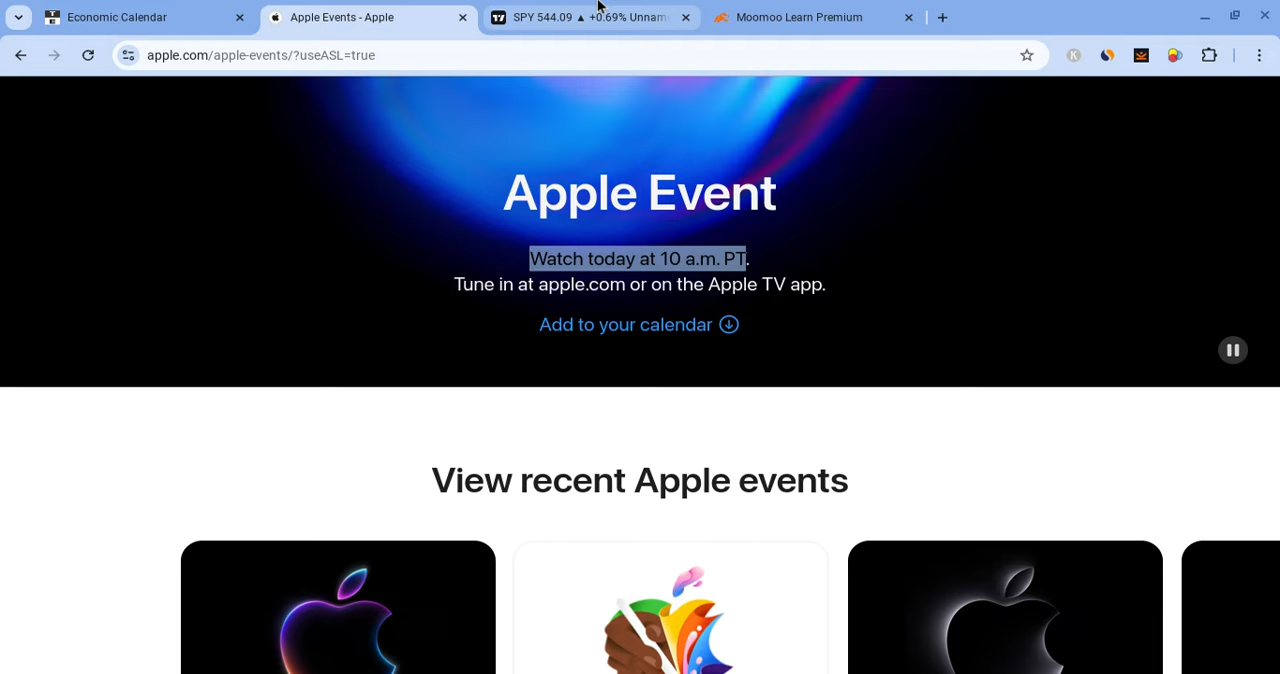 Economic Calendar
Apple Events - Apple
SPY 544.09 ▲ +0.69% Unnam
Moomoo Learn Premium
apple.com/apple-events/?useASL=true
Apple Event
Watch today at 10 a.m. PT.
Tune in at apple.com or on the Apple TV app.
Add to your calendar
View recent Apple events